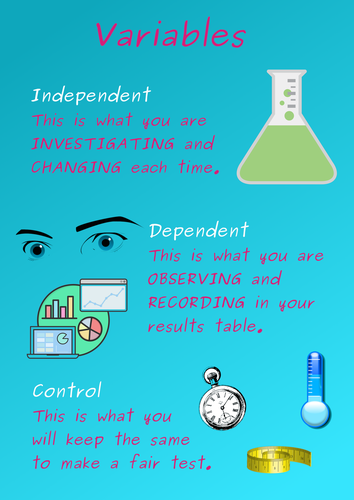 Variables
Independent
This is what you are
INVESTIGATING and
CHANGING each time.
Dependent
This is what you are
OBSERVING and
RECORDING in your
results table.
Control
This is what you
will keep the same
to make a fair test.